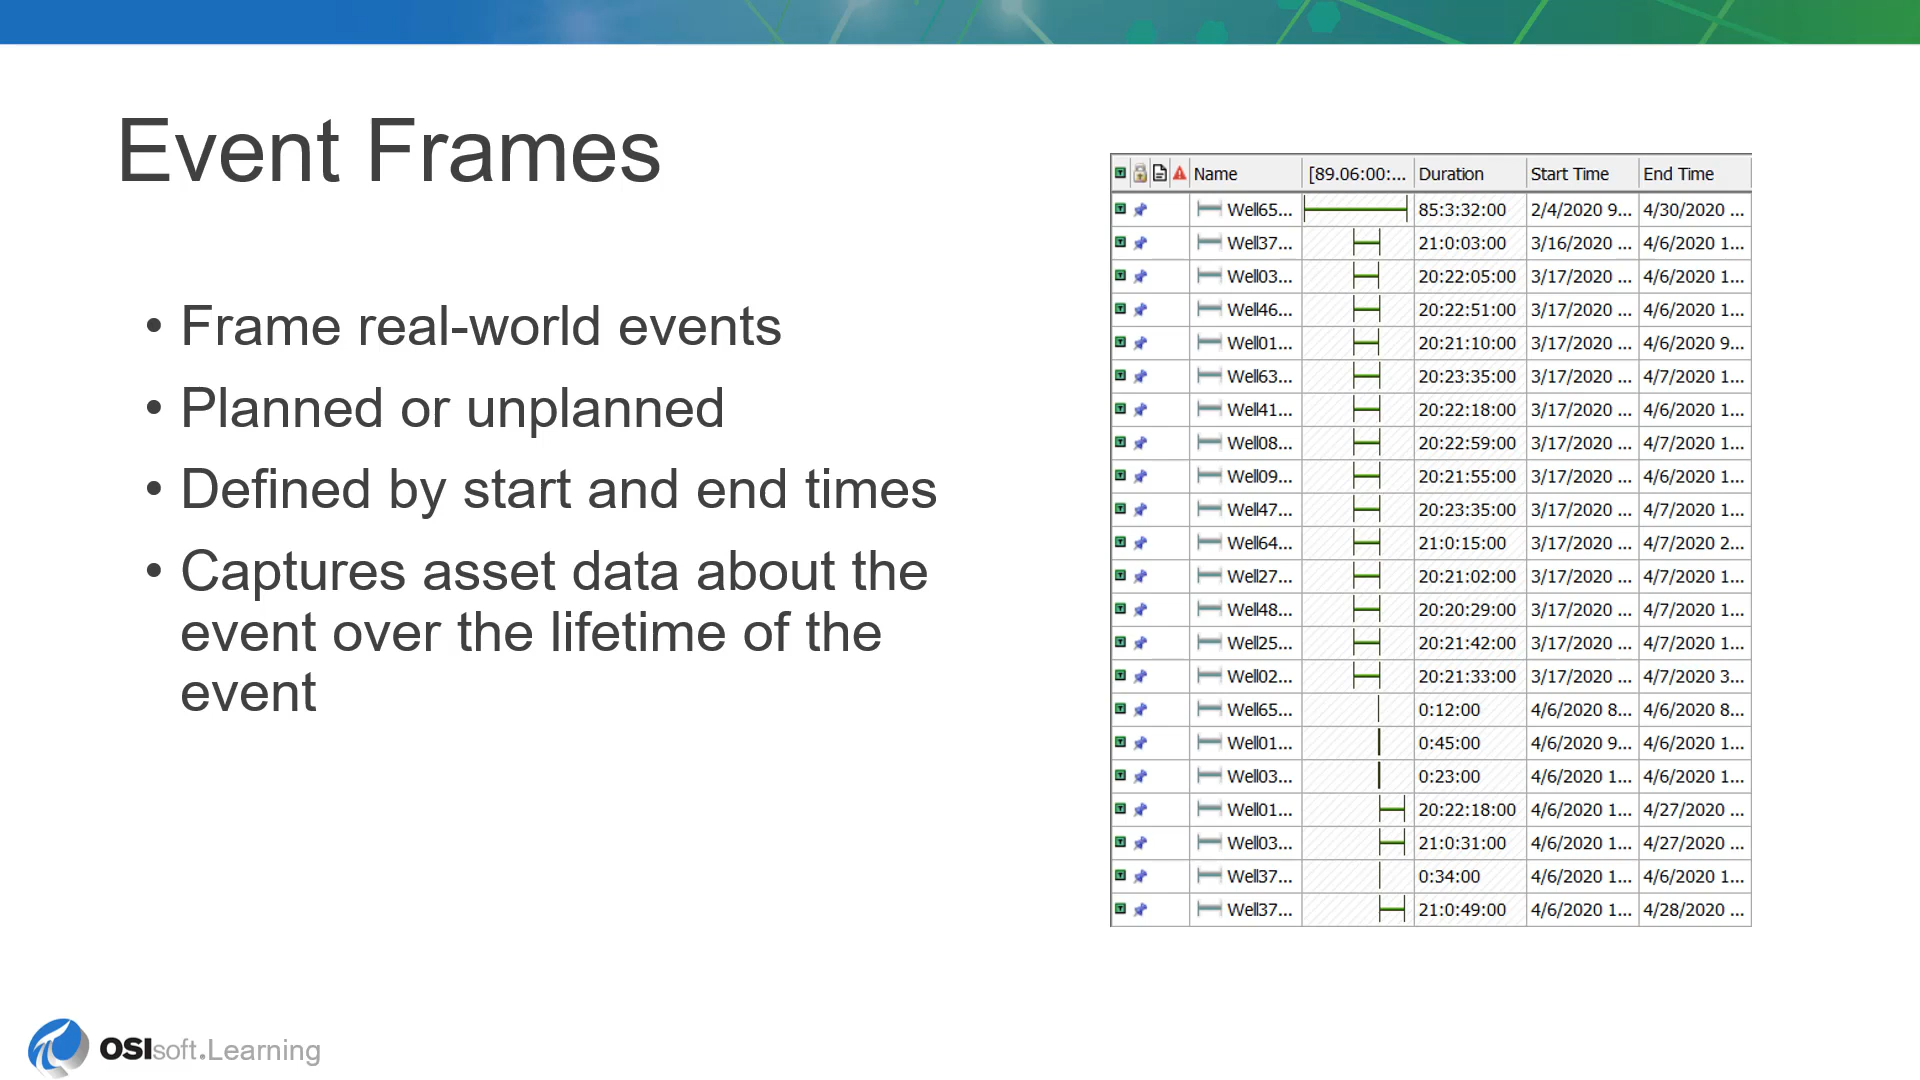 Event Frames
• Frame real-world events
• Planned or unplanned
• Defined by start and end times
• Captures asset data about the
event over the lifetime of the
event
Name [89.06:00:... Duration Start Time End Time
Well65... 85:3:32:00 2/4/2020 9... 4/30/2020 ...
Well37... 21:0:03:00 3/16/2020 ... 4/6/2020 1...
Well03... 20:22:05:00 3/17/2020 ... 4/6/2020 1...
Well46... 20:22:51:00 3/17/2020 ... 4/6/2020 1...
Well01... 20:21:10:00 3/17/2020 ... 4/6/2020 9...
Well63... 20:23:35:00 3/17/2020 ... 4/7/2020 1...
Well41... 20:22:18:00 3/17/2020 ... 4/6/2020 1...
Well08... 20:22:59:00 3/17/2020 ... 4/7/2020 1...
Well09... 20:21:55:00 3/17/2020 ... 4/6/2020 1...
Well47... 20:23:35:00 3/17/2020 ... 4/7/2020 1...
Well64... 21:0:15:00 3/17/2020 ... 4/7/2020 2...
Well27... 20:21:02:00 3/17/2020 ... 4/7/2020 1...
Well48... 20:20:29:00 3/17/2020 ... 4/7/2020 1...
Well25... 20:21:42:00 3/17/2020 ... 4/7/2020 1...
Well02... 20:21:33:00 3/17/2020 ... 4/7/2020 3...
Well65... 0:12:00 4/6/2020 8... 4/6/2020 8...
Well01... 0:45:00 4/6/2020 9... 4/6/2020 1...
Well03... 0:23:00 4/6/2020 1... 4/6/2020 1...
Well01... 20:22:18:00 4/6/2020 1... 4/27/2020 ...
Well03... 21:0:31:00 4/6/2020 1... 4/27/2020 ...
Well37... 0:34:00 4/6/2020 1... 4/6/2020 1...
Well37... 21:0:49:00 4/6/2020 1... 4/28/2020 ...
OSIsoft.Learning